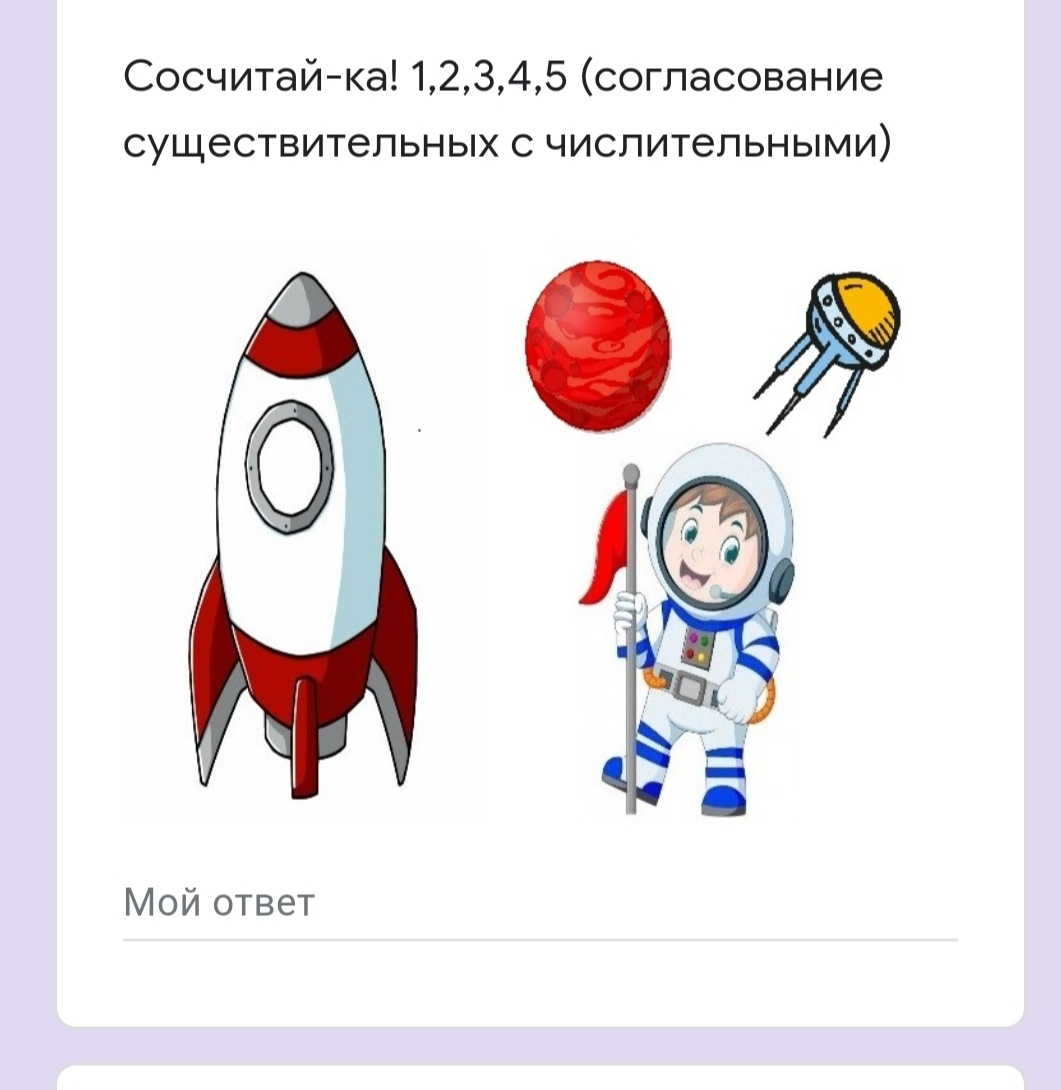 Сосчитай-ка! 1,2,3,4,5 (согласование
существительных с числительными)
Мой ответ